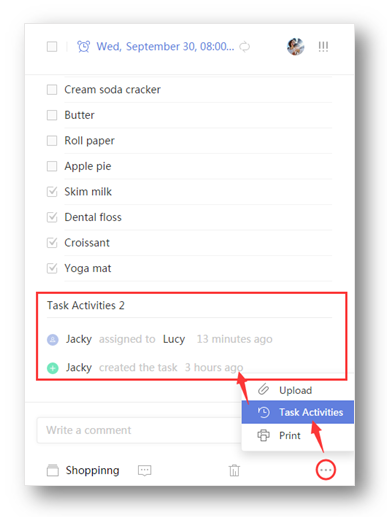 Wed, September 30, 08:00... !!!
Cream soda cracker
Butter
Roll paper
Apple pie
Skim milk
Dental floss
Croissant
Yoga mat
Task Activities 2
Jacky assigned to Lucy 13 minutes ago
Jacky created the task 3 hours ago
Upload
Task Activities
Print
Write a comment
Shoppinng